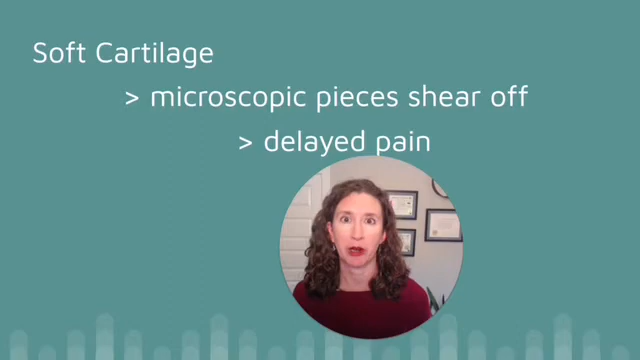 Soft Cartilage
> microscopic pieces shear off
> delayed pain